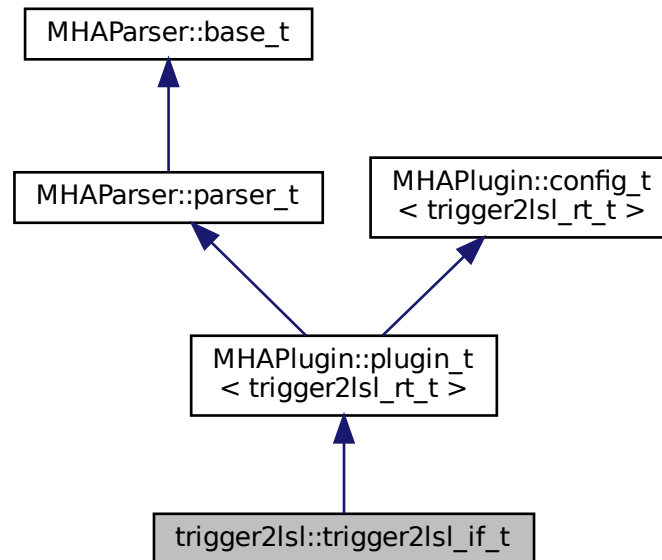 MHAParser::base_t
MHAParser::parser_t
MHAPlugin::config_t
< trigger2lsl_rt_t >
MHAPlugin::plugin_t
< trigger2lsl_rt_t >
trigger2lsl::trigger2lsl_if_t